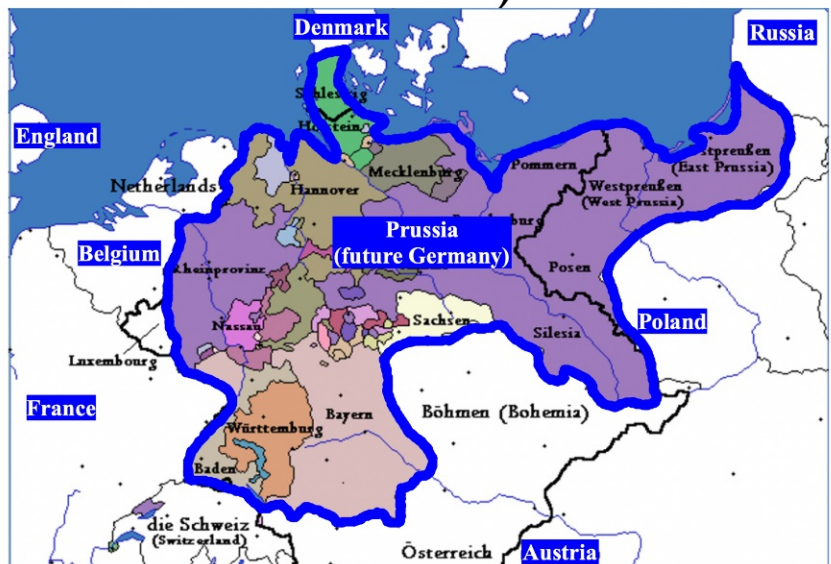 Denmark
Russia
Schleswig
England
Holstein
Mecklenburg
Pommern
(East Prussia)
Netherlands
Hannover
Westpreußen
(West Prussia)
Prussia
(future Germany)
Belgium
Rheinprovinz
Posen
Nassau
Sachsen
Silesia
Poland
Luxembourg
France
Bayern
Böhmen (Bohemia)
Württemburg
Baden
die Schweiz
(Switzerland)
Österreich
Austria